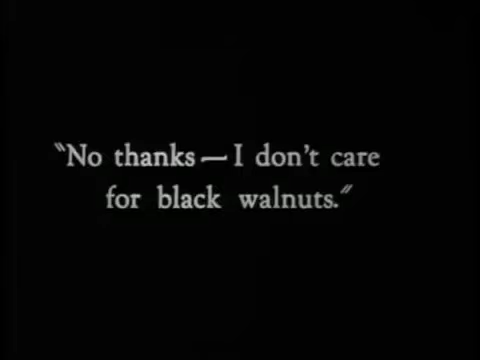 "No thanks — I don't care
for black walnuts."